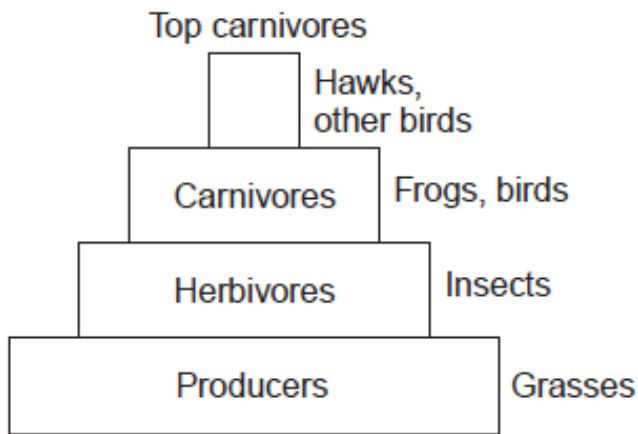 Top carnivores
Hawks,
other birds
Carnivores
Frogs, birds
Herbivores
Insects
Producers
Grasses